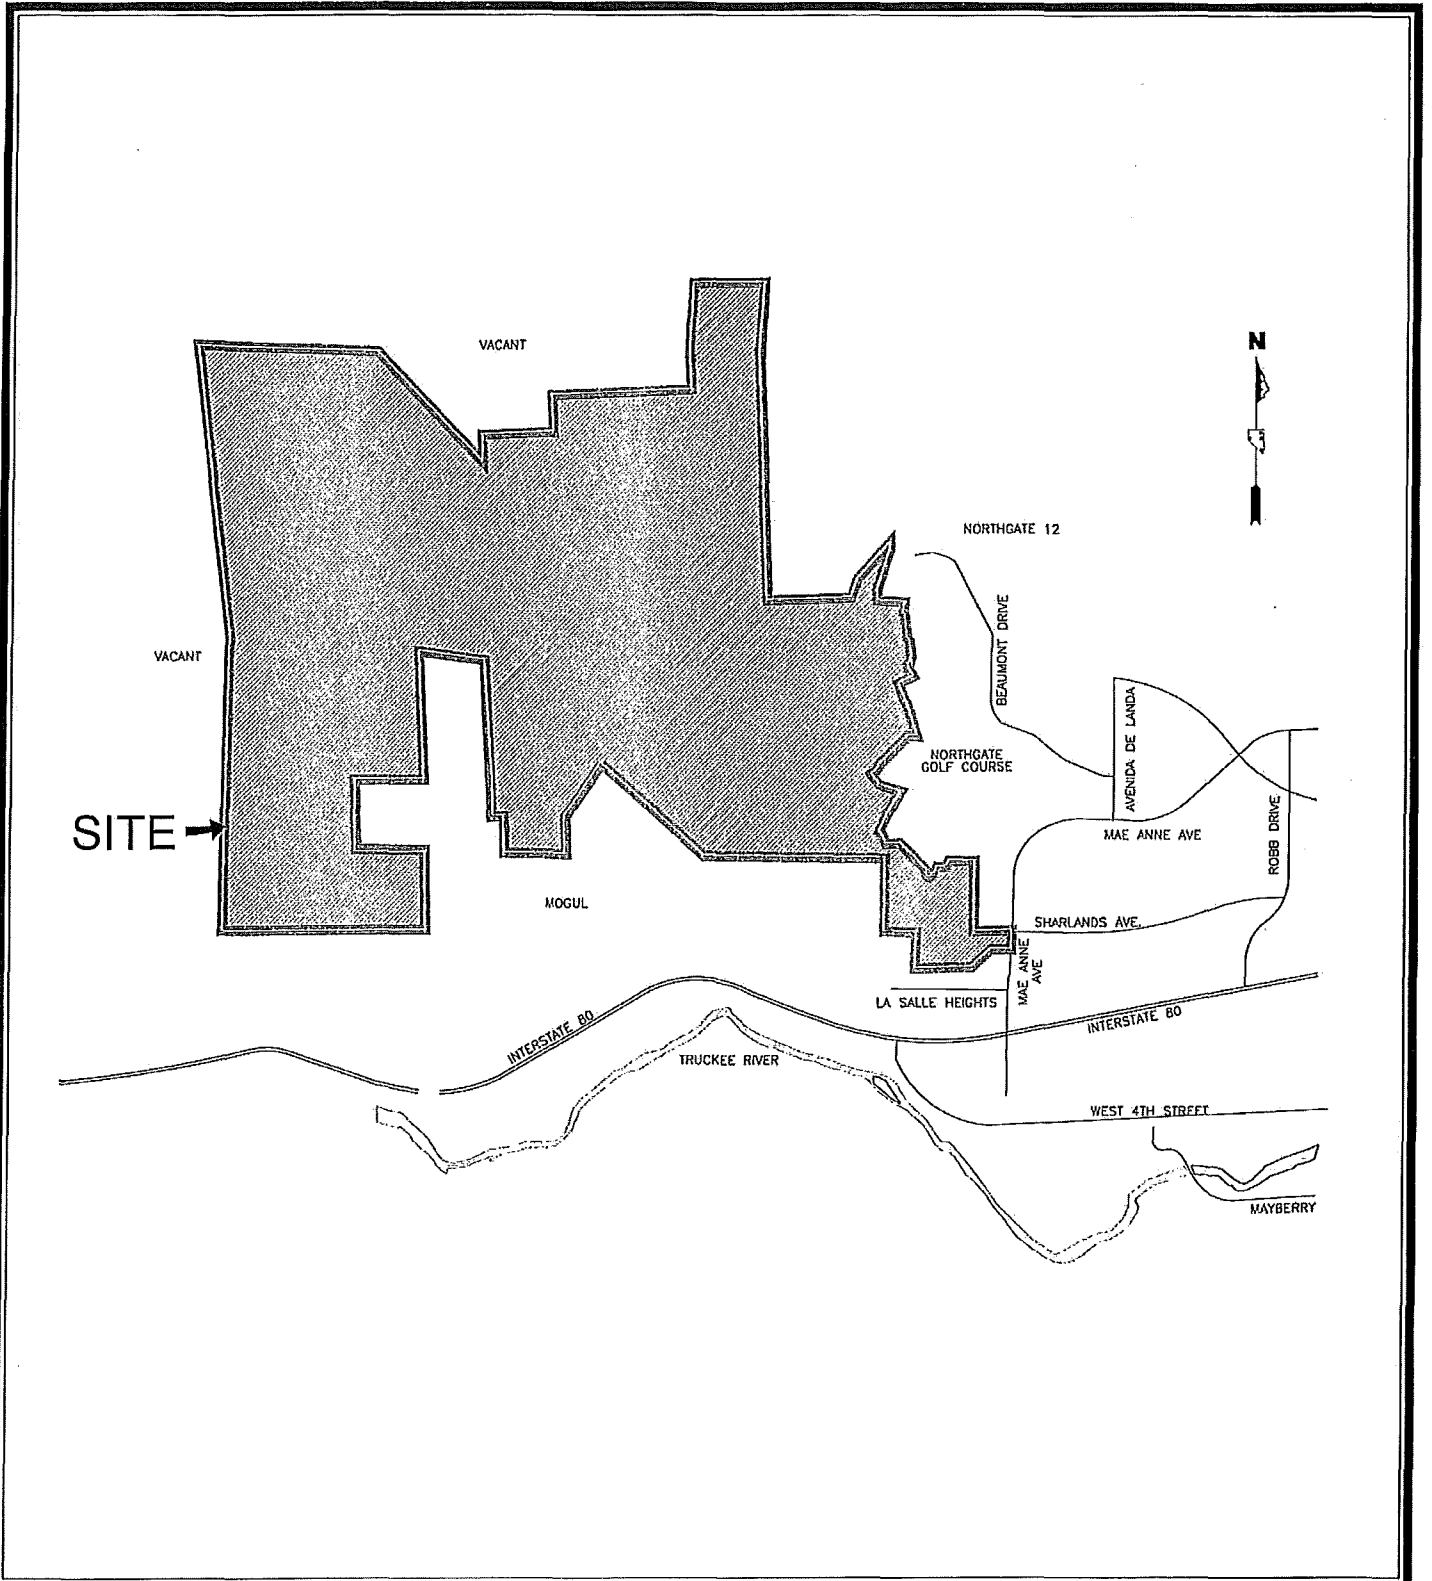 N
VACANT
NORTHGATE 12
BEAUMONT DRIVE
VACANT
AVENIDA DE LANDA
NORTHGATE
GOLF COURSE
ROBB DRIVE
SITE
MAE ANNE AVE
MOGUL
SHARLANDS AVE.
MAE ANNE
AVE
LA SALLE HEIGHTS
INTERSTATE 80
INTERSTATE 80
TRUCKEE RIVER
WEST 4TH STREET
MAYBERRY